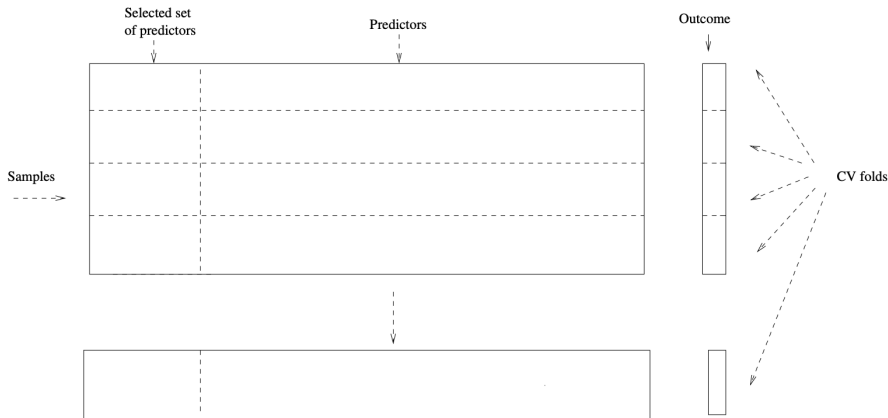 Selected set
of predictors
Predictors
Outcome
Samples
CV folds